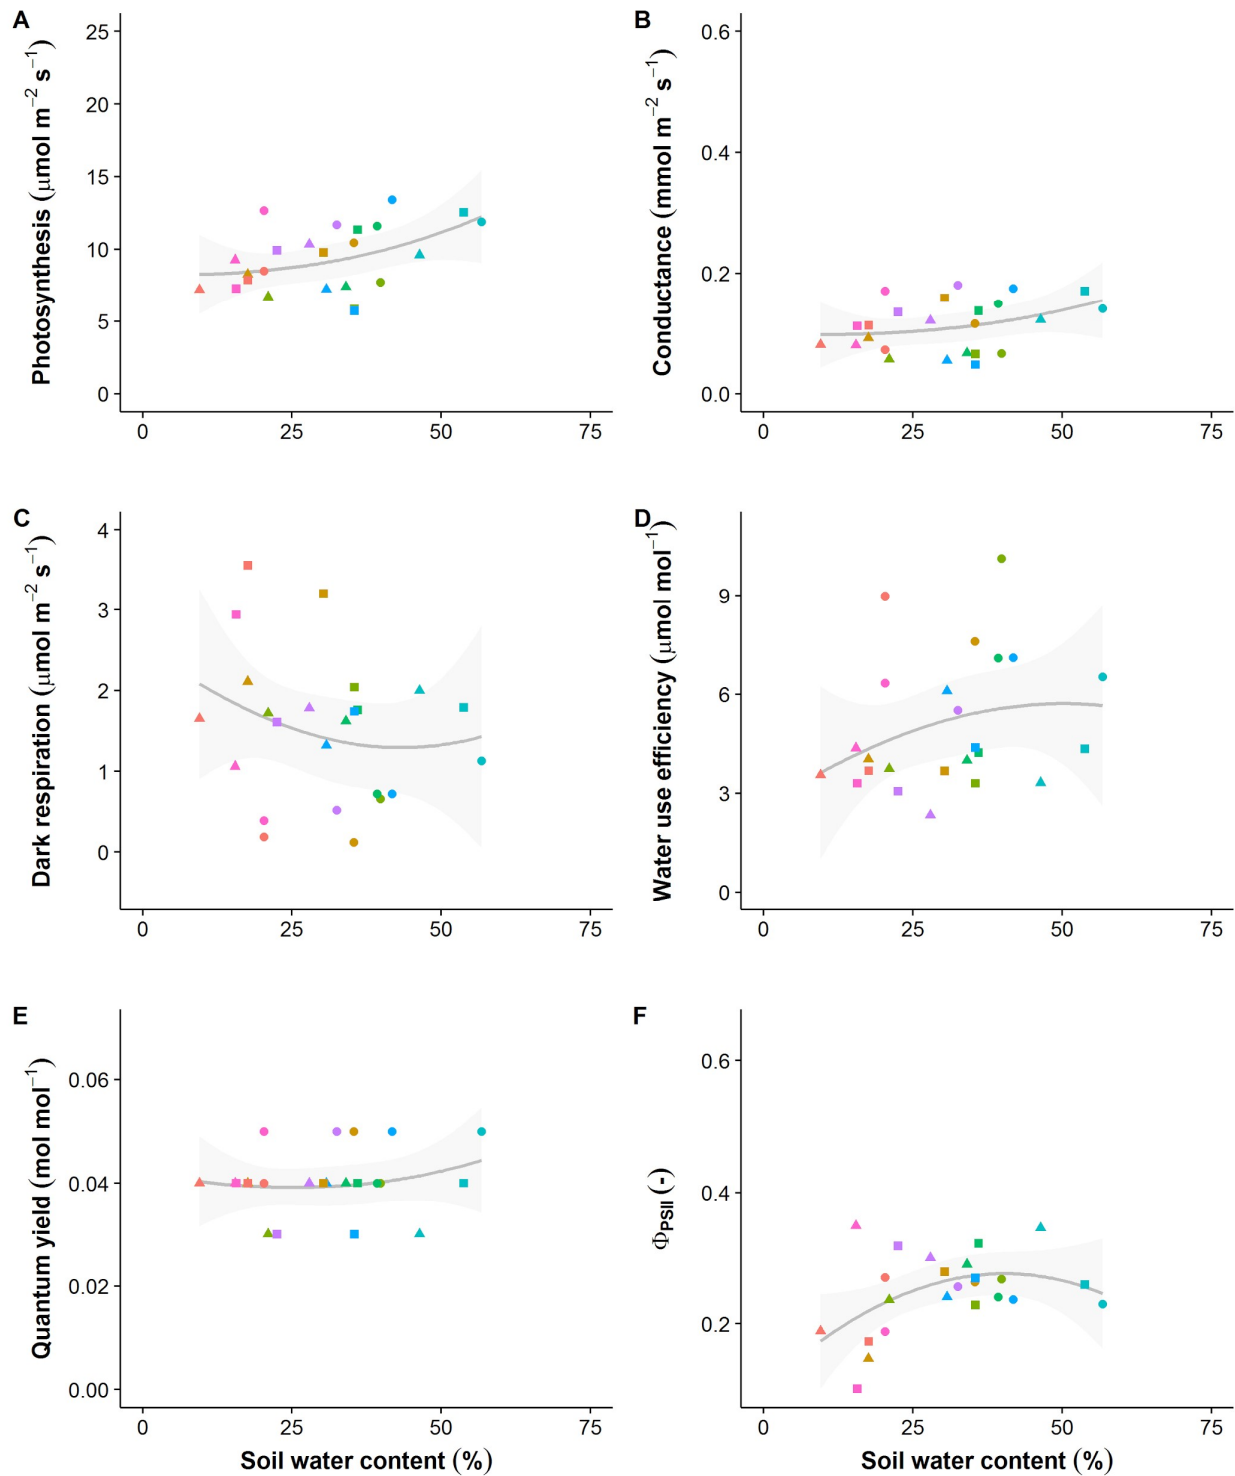 A
Photosynthesis (μmol m⁻² s⁻¹)
25
20
15
10
5
0
0 25 50 75
B
Conductance (mmol m⁻² s⁻¹)
0.6
0.4
0.2
0.0
0 25 50 75
C
Dark respiration (μmol m⁻² s⁻¹)
4
3
2
1
0
0 25 50 75
D
Water use efficiency (μmol mol⁻¹)
9
6
3
0
0 25 50 75
E
Quantum yield (mol mol⁻¹)
0.06
0.04
0.02
0.00
0 25 50 75
Soil water content (%)
F
ΦPSII (-)
0.6
0.4
0.2
0 25 50 75
Soil water content (%)